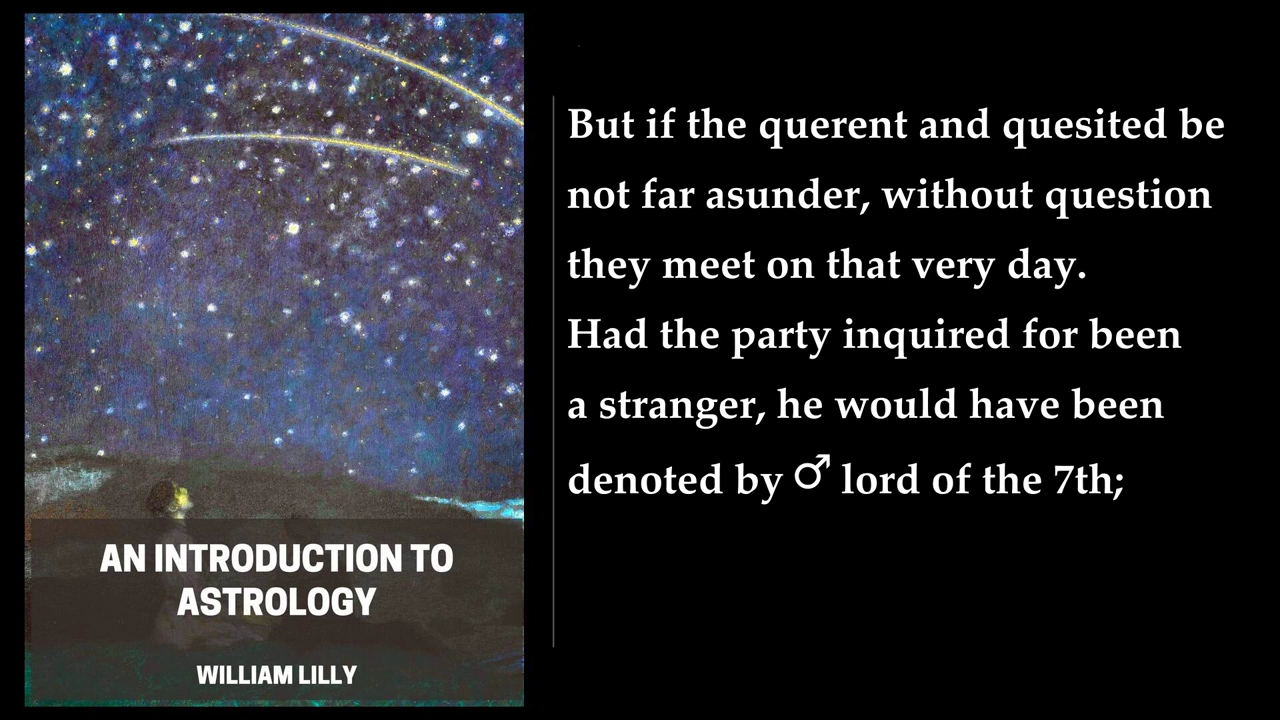 AN INTRODUCTION TO
ASTROLOGY
WILLIAM LILLY
But if the querent and quesited be
not far asunder, without question
they meet on that very day.
Had the party inquired for been
a stranger, he would have been
denoted by ♂ lord of the 7th;